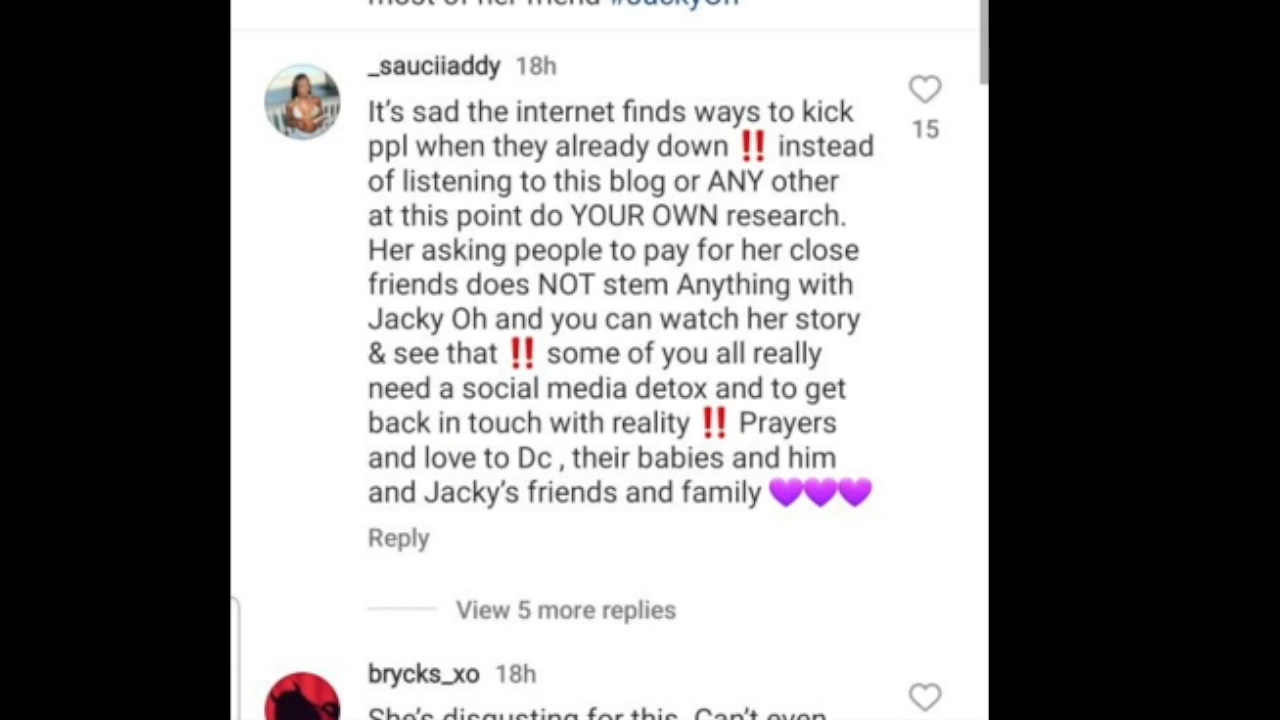 most of her friend #JackyOh
_sauciiaddy 18h
It's sad the internet finds ways to kick
ppl when they already down ‼️ instead
of listening to this blog or ANY other
at this point do YOUR OWN research.
Her asking people to pay for her close
friends does NOT stem Anything with
Jacky Oh and you can watch her story
& see that ‼️ some of you all really
need a social media detox and to get
back in touch with reality ‼️ Prayers
and love to Dc , their babies and him
and Jacky's friends and family 💜💜💜
15
Reply
View 5 more replies
brycks_xo 18h
She's disgusting for this. Can't even